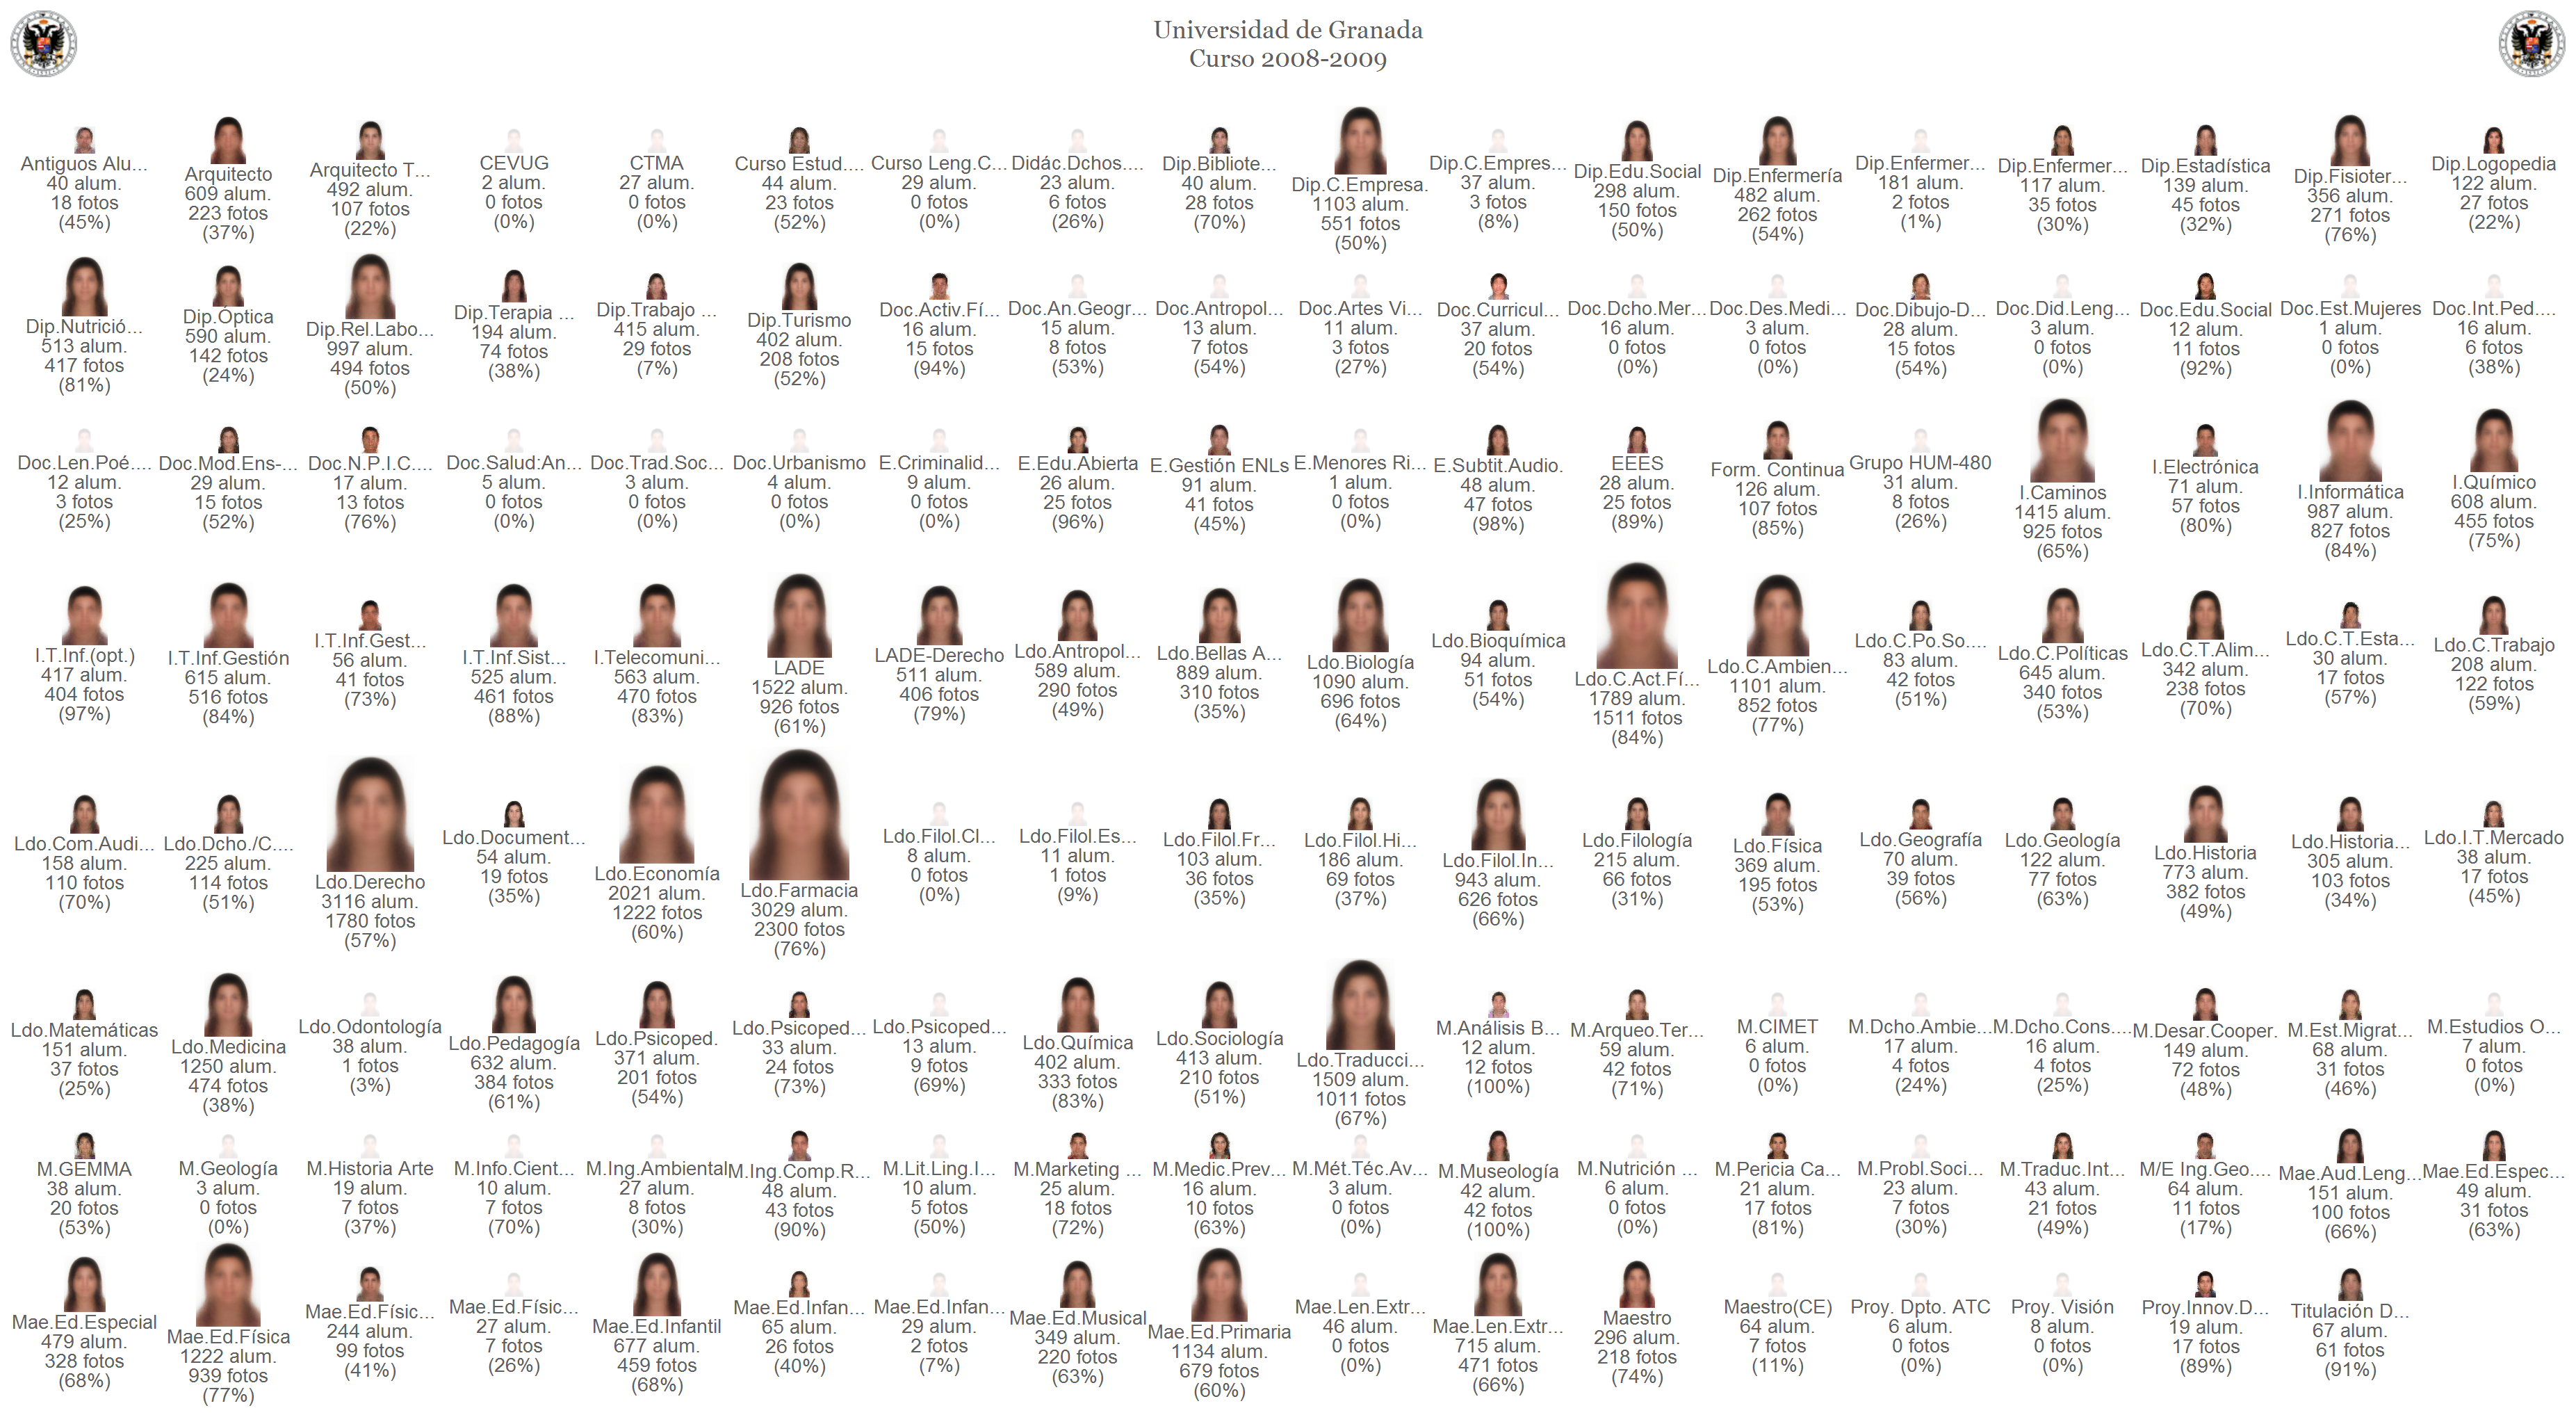 Universidad de Granada
Curso 2008-2009
Antiguos Alu...
40 alum.
18 fotos
(45%)
Arquitecto
609 alum.
223 fotos
(37%)
Arquitecto T...
492 alum.
107 fotos
(22%)
CEVUG
2 alum.
0 fotos
(0%)
CTMA
27 alum.
0 fotos
(0%)
Curso Estud....
44 alum.
23 fotos
(52%)
Curso Leng.C...
29 alum.
0 fotos
(0%)
Didác.Dchos....
23 alum.
6 fotos
(26%)
Dip.Bibliote...
40 alum.
28 fotos
(70%)
Dip.C.Empresa.
1103 alum.
551 fotos
(50%)
Dip.C.Empres...
37 alum.
3 fotos
(8%)
Dip.Edu.Social
298 alum.
150 fotos
(50%)
Dip.Enfermería
482 alum.
262 fotos
(54%)
Dip.Enfermer...
181 alum.
2 fotos
(1%)
Dip.Enfermer...
117 alum.
35 fotos
(30%)
Dip.Estadística
139 alum.
45 fotos
(32%)
Dip.Fisioter...
356 alum.
271 fotos
(76%)
Dip.Logopedia
122 alum.
27 fotos
(22%)
Dip.Nutrició...
513 alum.
417 fotos
(81%)
Dip.Óptica
590 alum.
142 fotos
(24%)
Dip.Rel.Labo...
997 alum.
494 fotos
(50%)
Dip.Terapia ...
194 alum.
74 fotos
(38%)
Dip.Trabajo ...
415 alum.
29 fotos
(7%)
Dip.Turismo
402 alum.
208 fotos
(52%)
Doc.Activ.Fí...
16 alum.
15 fotos
(94%)
Doc.An.Geogr...
15 alum.
8 fotos
(53%)
Doc.Antropol...
13 alum.
7 fotos
(54%)
Doc.Artes Vi...
11 alum.
3 fotos
(27%)
Doc.Curricul...
37 alum.
20 fotos
(54%)
Doc.Dcho.Mer...
16 alum.
0 fotos
(0%)
Doc.Des.Medi...
3 alum.
0 fotos
(0%)
Doc.Dibujo-D...
28 alum.
15 fotos
(54%)
Doc.Did.Leng...
3 alum.
0 fotos
(0%)
Doc.Edu.Social
12 alum.
11 fotos
(92%)
Doc.Est.Mujeres
1 alum.
0 fotos
(0%)
Doc.Int.Ped....
16 alum.
6 fotos
(38%)
Doc.Len.Poé....
12 alum.
3 fotos
(25%)
Doc.Mod.Ens-...
29 alum.
15 fotos
(52%)
Doc.N.P.I.C....
17 alum.
13 fotos
(76%)
Doc.Salud:An...
5 alum.
0 fotos
(0%)
Doc.Trad.Soc...
3 alum.
0 fotos
(0%)
Doc.Urbanismo
4 alum.
0 fotos
(0%)
E.Criminalid...
9 alum.
0 fotos
(0%)
E.Edu.Abierta
26 alum.
25 fotos
(96%)
E.Gestión ENLs
91 alum.
41 fotos
(45%)
E.Menores Ri...
1 alum.
0 fotos
(0%)
E.Subtit.Audio.
48 alum.
47 fotos
(98%)
EEES
28 alum.
25 fotos
(89%)
Form. Continua
126 alum.
107 fotos
(85%)
Grupo HUM-480
31 alum.
8 fotos
(26%)
I.Caminos
1415 alum.
925 fotos
(65%)
I.Electrónica
71 alum.
57 fotos
(80%)
I.Informática
987 alum.
827 fotos
(84%)
I.Químico
608 alum.
455 fotos
(75%)
I.T.Inf.(opt.)
417 alum.
404 fotos
(97%)
I.T.Inf.Gestión
615 alum.
516 fotos
(84%)
I.T.Inf.Gest...
56 alum.
41 fotos
(73%)
I.T.Inf.Sist...
525 alum.
461 fotos
(88%)
I.Telecomuni...
563 alum.
470 fotos
(83%)
LADE
1522 alum.
926 fotos
(61%)
LADE-Derecho
511 alum.
406 fotos
(79%)
Ldo.Antropol...
589 alum.
290 fotos
(49%)
Ldo.Bellas A...
889 alum.
310 fotos
(35%)
Ldo.Biología
1090 alum.
696 fotos
(64%)
Ldo.Bioquímica
94 alum.
51 fotos
(54%)
Ldo.C.Act.Fí...
1789 alum.
1511 fotos
(84%)
Ldo.C.Ambien...
1101 alum.
852 fotos
(77%)
Ldo.C.Po.So....
83 alum.
42 fotos
(51%)
Ldo.C.Políticas
645 alum.
340 fotos
(53%)
Ldo.C.T.Alim...
342 alum.
238 fotos
(70%)
Ldo.C.T.Esta...
30 alum.
17 fotos
(57%)
Ldo.C.Trabajo
208 alum.
122 fotos
(59%)
Ldo.Com.Audi...
158 alum.
110 fotos
(70%)
Ldo.Dcho./C....
225 alum.
114 fotos
(51%)
Ldo.Derecho
3116 alum.
1780 fotos
(57%)
Ldo.Document...
54 alum.
19 fotos
(35%)
Ldo.Economía
2021 alum.
1222 fotos
(60%)
Ldo.Farmacia
3029 alum.
2300 fotos
(76%)
Ldo.Filol.Cl...
8 alum.
0 fotos
(0%)
Ldo.Filol.Es...
11 alum.
1 fotos
(9%)
Ldo.Filol.Fr...
103 alum.
36 fotos
(35%)
Ldo.Filol.Hi...
186 alum.
69 fotos
(37%)
Ldo.Filol.In...
943 alum.
626 fotos
(66%)
Ldo.Filología
215 alum.
66 fotos
(31%)
Ldo.Física
369 alum.
195 fotos
(53%)
Ldo.Geografía
70 alum.
39 fotos
(56%)
Ldo.Geología
122 alum.
77 fotos
(63%)
Ldo.Historia
773 alum.
382 fotos
(49%)
Ldo.Historia...
305 alum.
103 fotos
(34%)
Ldo.I.T.Mercado
38 alum.
17 fotos
(45%)
Ldo.Matemáticas
151 alum.
37 fotos
(25%)
Ldo.Medicina
1250 alum.
474 fotos
(38%)
Ldo.Odontología
38 alum.
1 fotos
(3%)
Ldo.Pedagogía
632 alum.
384 fotos
(61%)
Ldo.Psicoped.
371 alum.
201 fotos
(54%)
Ldo.Psicoped...
33 alum.
24 fotos
(73%)
Ldo.Psicoped...
13 alum.
9 fotos
(69%)
Ldo.Química
402 alum.
333 fotos
(83%)
Ldo.Sociología
413 alum.
210 fotos
(51%)
Ldo.Traducci...
1509 alum.
1011 fotos
(67%)
M.Análisis B...
12 alum.
12 fotos
(100%)
M.Arqueo.Ter...
59 alum.
42 fotos
(71%)
M.CIMET
6 alum.
0 fotos
(0%)
M.Dcho.Ambie...
17 alum.
4 fotos
(24%)
M.Dcho.Cons....
16 alum.
4 fotos
(25%)
M.Desar.Cooper.
149 alum.
72 fotos
(48%)
M.Est.Migrat...
68 alum.
31 fotos
(46%)
M.Estudios O...
7 alum.
0 fotos
(0%)
M.GEMMA
38 alum.
20 fotos
(53%)
M.Geología
3 alum.
0 fotos
(0%)
M.Historia Arte
19 alum.
7 fotos
(37%)
M.Info.Cient...
10 alum.
7 fotos
(70%)
M.Ing.Ambiental
27 alum.
8 fotos
(30%)
M.Ing.Comp.R...
48 alum.
43 fotos
(90%)
M.Lit.Ling.I...
10 alum.
5 fotos
(50%)
M.Marketing ...
25 alum.
18 fotos
(72%)
M.Medic.Prev...
16 alum.
10 fotos
(63%)
M.Mét.Téc.Av...
3 alum.
0 fotos
(0%)
M.Museología
42 alum.
42 fotos
(100%)
M.Nutrición ...
6 alum.
0 fotos
(0%)
M.Pericia Ca...
21 alum.
17 fotos
(81%)
M.Probl.Soci...
23 alum.
7 fotos
(30%)
M.Traduc.Int...
43 alum.
21 fotos
(49%)
M/E Ing.Geo....
64 alum.
11 fotos
(17%)
Mae.Aud.Leng...
151 alum.
100 fotos
(66%)
Mae.Ed.Espec...
49 alum.
31 fotos
(63%)
Mae.Ed.Especial
479 alum.
328 fotos
(68%)
Mae.Ed.Física
1222 alum.
939 fotos
(77%)
Mae.Ed.Físic...
244 alum.
99 fotos
(41%)
Mae.Ed.Físic...
27 alum.
7 fotos
(26%)
Mae.Ed.Infantil
677 alum.
459 fotos
(68%)
Mae.Ed.Infan...
65 alum.
26 fotos
(40%)
Mae.Ed.Infan...
29 alum.
2 fotos
(7%)
Mae.Ed.Musical
349 alum.
220 fotos
(63%)
Mae.Ed.Primaria
1134 alum.
679 fotos
(60%)
Mae.Len.Extr...
46 alum.
0 fotos
(0%)
Mae.Len.Extr...
715 alum.
471 fotos
(66%)
Maestro
296 alum.
218 fotos
(74%)
Maestro(CE)
64 alum.
7 fotos
(11%)
Proy. Dpto. ATC
6 alum.
0 fotos
(0%)
Proy. Visión
8 alum.
0 fotos
(0%)
Proy.Innov.D...
19 alum.
17 fotos
(89%)
Titulación D...
67 alum.
61 fotos
(91%)